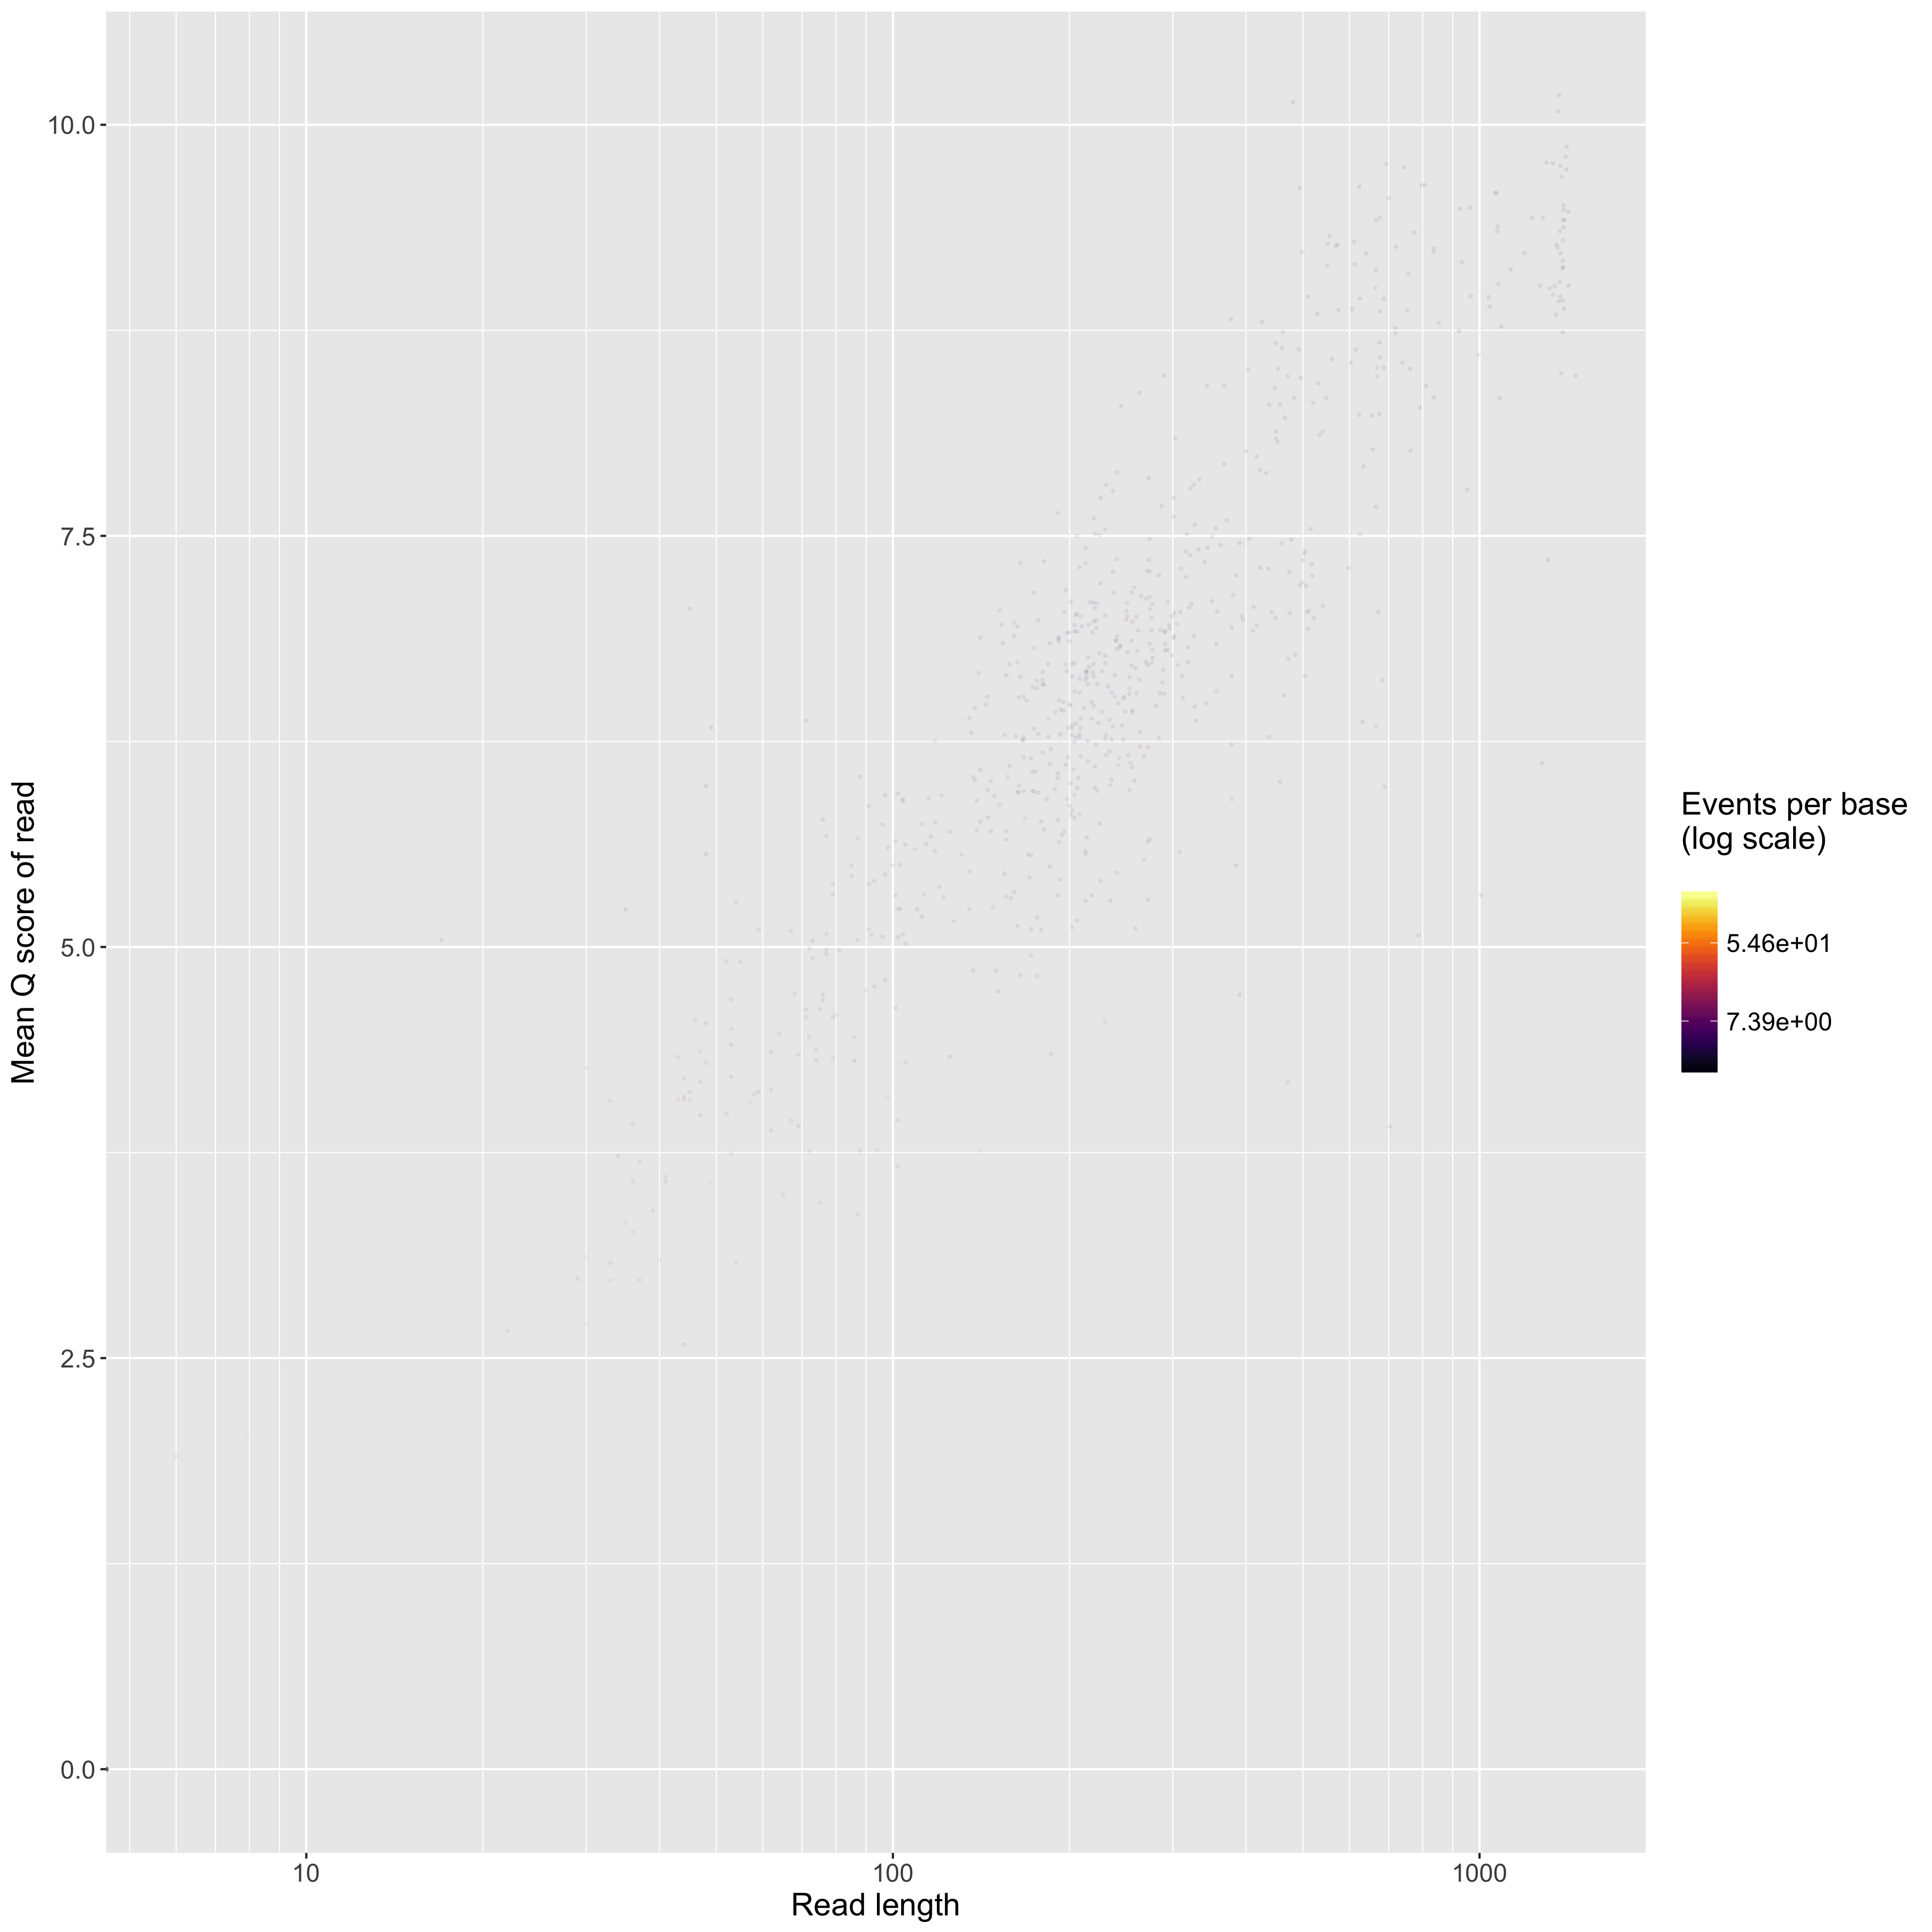 10.0
7.5
5.0
2.5
0.0
Mean Q score of read
10
100
1000
Read length
Events per base
(log scale)
5.46e+01
7.39e+00